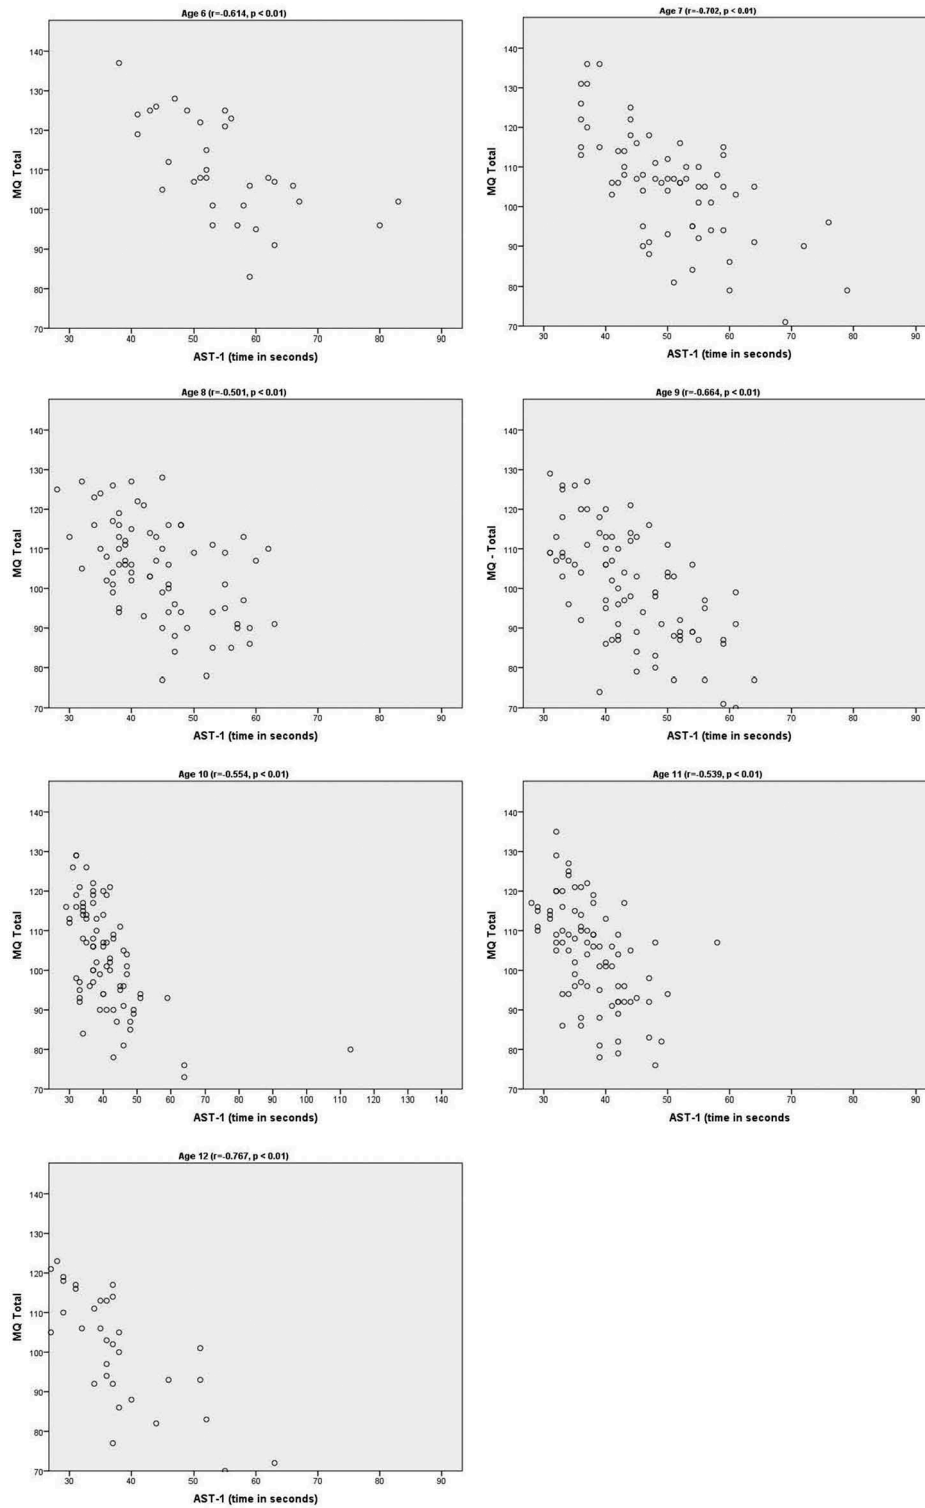 Age 6 (r=-0.614, p < 0.01)
MQ Total
140
130
120
110
100
90
80
70
30 40 50 60 70 80 90
AST-1 (time in seconds)
Age 7 (r=-0.702, p < 0.01)
MQ Total
140
130
120
110
100
90
80
70
30 40 50 60 70 80 90
AST-1 (time in seconds)
Age 8 (r=-0.501, p < 0.01)
MQ Total
140
130
120
110
100
90
80
70
30 40 50 60 70 80 90
AST-1 (time in seconds)
Age 9 (r=-0.664, p < 0.01)
MQ - Total
140
130
120
110
100
90
80
70
30 40 50 60 70 80 90
AST-1 (time in seconds)
Age 10 (r=-0.554, p < 0.01)
MQ Total
140
130
120
110
100
90
80
70
30 40 50 60 70 80 90 100 110 120 130 140
AST-1 (time in seconds)
Age 11 (r=-0.539, p < 0.01)
MQ Total
140
130
120
110
100
90
80
70
30 40 50 60 70 80 90
AST-1 (time in seconds
Age 12 (r=-0.767, p < 0.01)
MQ Total
140
130
120
110
100
90
80
70
30 40 50 60 70 80 90
AST-1 (time in seconds)